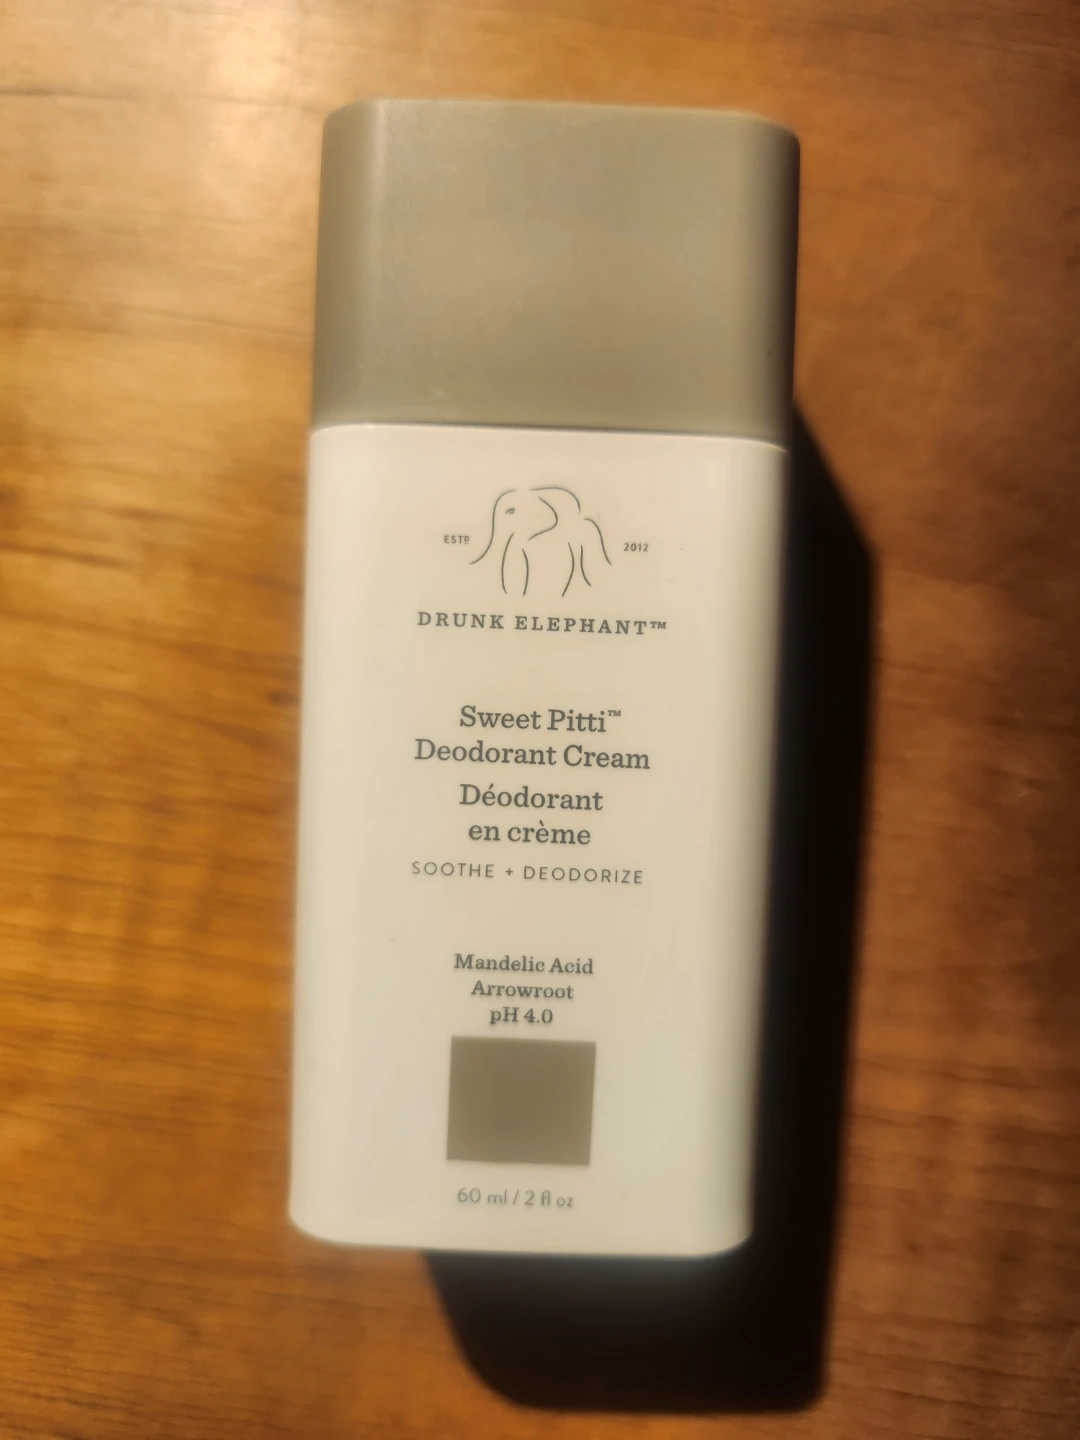 ESTD 2012
DRUNK ELEPHANT™
Sweet Pitti™
Deodorant Cream
Déodorant
en crème
SOOTHE + DEODORIZE
Mandelic Acid
Arrowroot
pH 4.0
60 ml / 2 fl oz